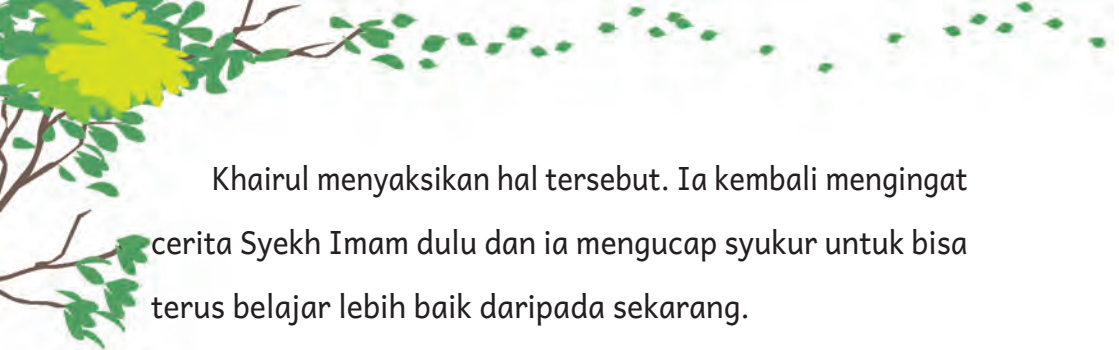 Khairul menyaksikan hal tersebut. Ia kembali mengingat
cerita Syekh Imam dulu dan ia mengucap syukur untuk bisa
terus belajar lebih baik daripada sekarang.